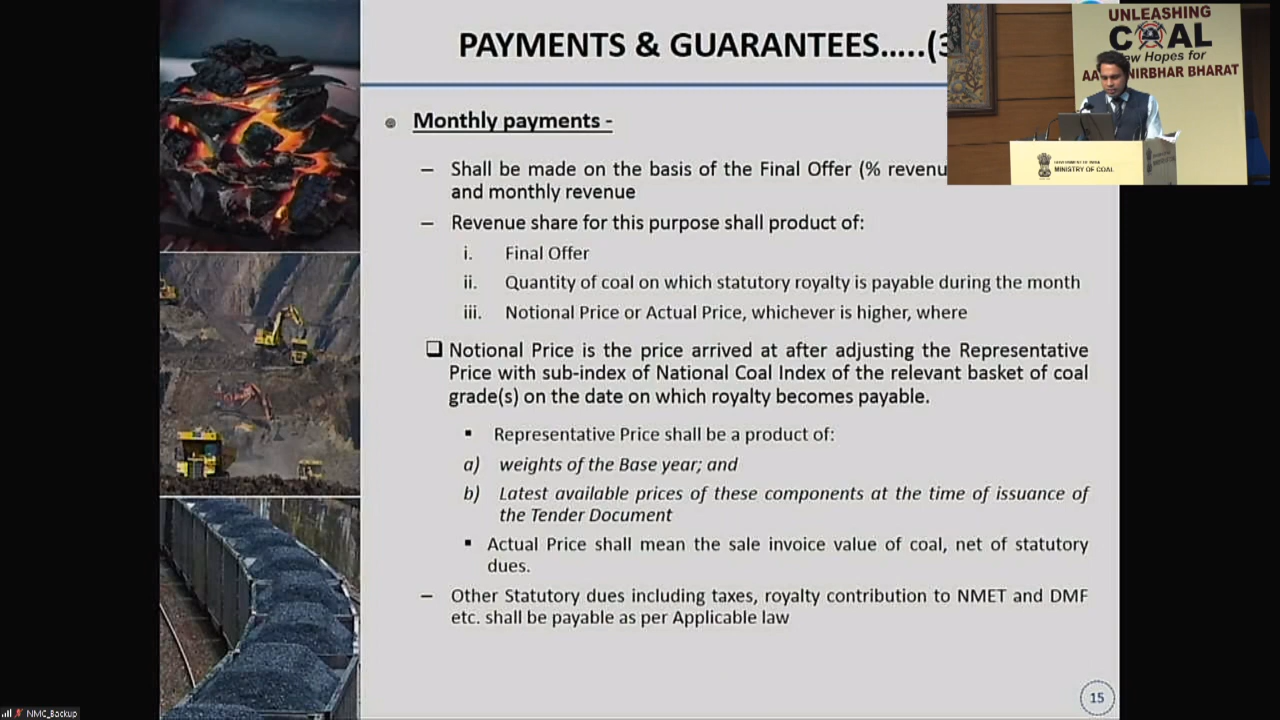 PAYMENTS & GUARANTEES.....(3
Monthly payments -
– Shall be made on the basis of the Final Offer (% revenu
and monthly revenue
– Revenue share for this purpose shall product of:
i. Final Offer
ii. Quantity of coal on which statutory royalty is payable during the month
iii. Notional Price or Actual Price, whichever is higher, where
❑ Notional Price is the price arrived at after adjusting the Representative
Price with sub-index of National Coal Index of the relevant basket of coal
grade(s) on the date on which royalty becomes payable.
▪ Representative Price shall be a product of:
a) weights of the Base year; and
b) Latest available prices of these components at the time of issuance of
the Tender Document
▪ Actual Price shall mean the sale invoice value of coal, net of statutory
dues.
– Other Statutory dues including taxes, royalty contribution to NMET and DMF
etc. shall be payable as per Applicable law
15
UNLEASHING
COAL
New Hopes for
NIRBHAR BHARAT
MINISTRY OF COAL
NMC_Backup